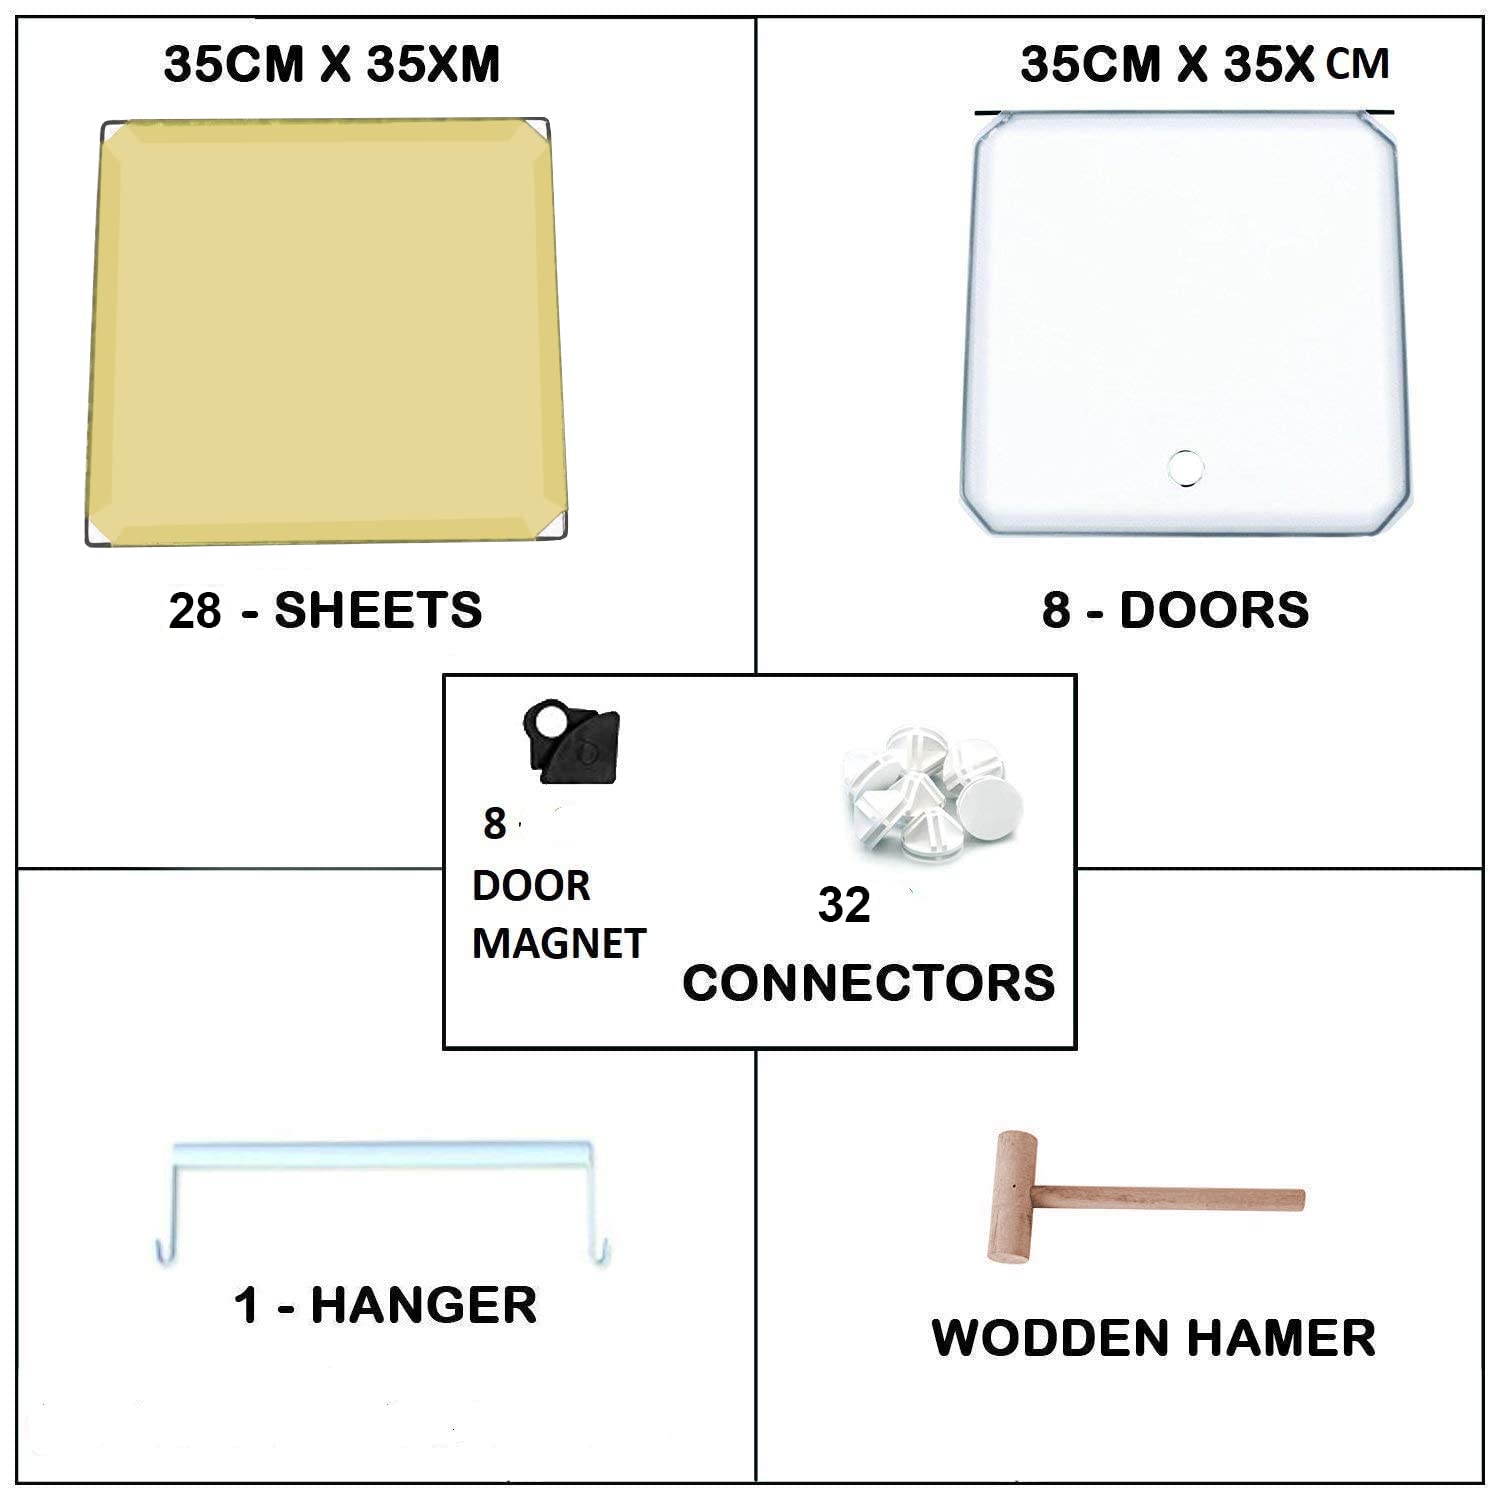 35CM X 35XM
35CM X 35X CM
28 - SHEETS
8 - DOORS
8
DOOR
MAGNET
32
CONNECTORS
1 - HANGER
WODDEN HAMER